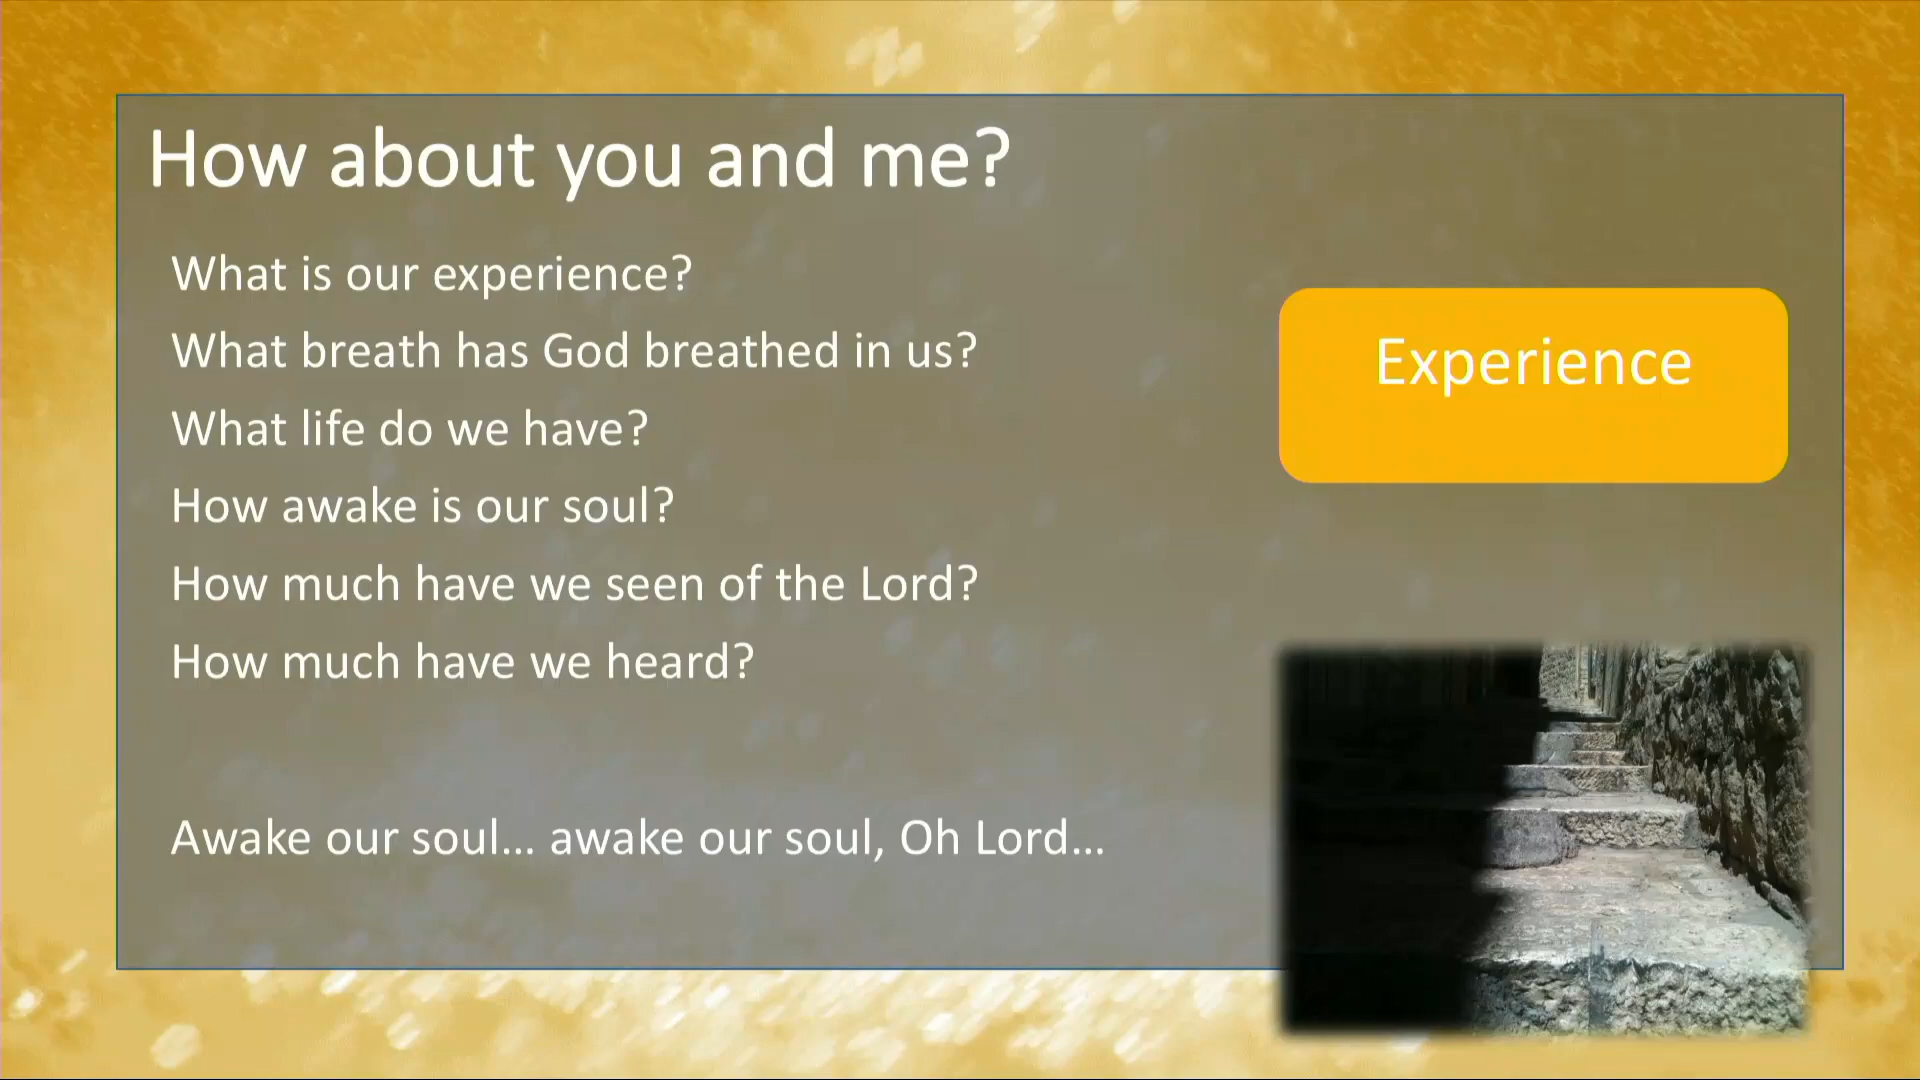 How about you and me?
What is our experience?
What breath has God breathed in us?
What life do we have?
How awake is our soul?
How much have we seen of the Lord?
How much have we heard?
Awake our soul... awake our soul, Oh Lord...
Experience